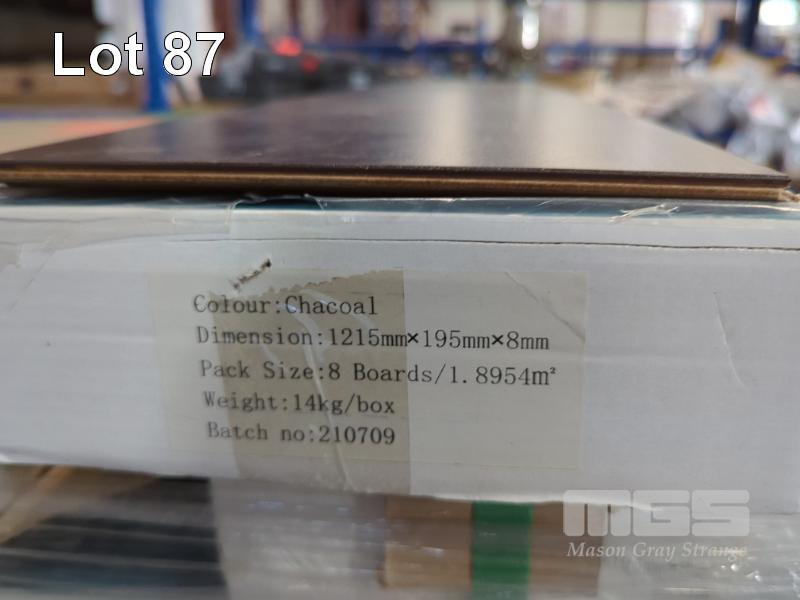 Lot 87
Colour:Chacoal
Dimension:1215mm×195mm×8mm
Pack Size:8 Boards/1.8954m²
Weight:14kg/box
Batch no:210709
MGS
Mason Gray Strange